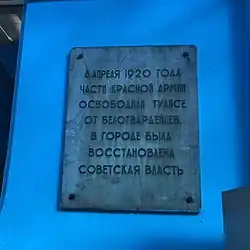 8 АПРЕЛЯ 1920 ГОДА
ЧАСТИ КРАСНОЙ АРМИИ
ОСВОБОДИЛИ ТУАПСЕ
ОТ БЕЛОГВАРДЕЙЦЕВ.
В ГОРОДЕ БЫЛА
ВОССТАНОВЛЕНА
СОВЕТСКАЯ ВЛАСТЬ